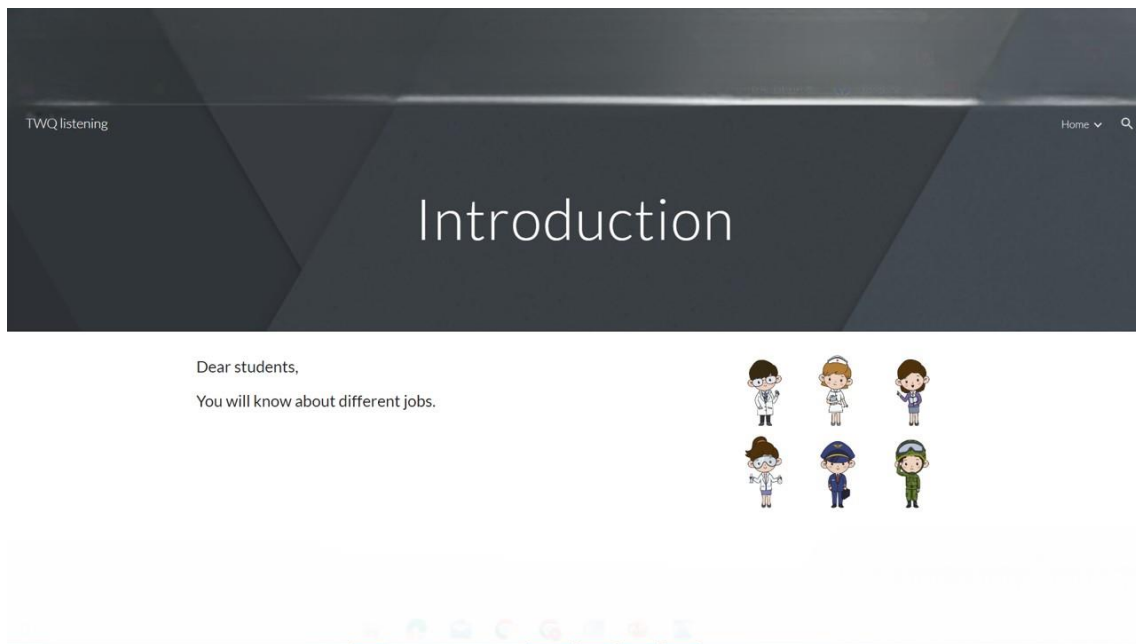 TWQ listening
Home
Introduction
Dear students,
You will know about different jobs.